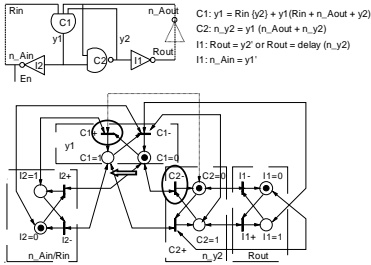 Rin
C1
n_Aout
C1: y1 = Rin {y2} + y1(Rin + n_Aout + y2)
y1
y2
C2: n_y2 = y1 (n_Aout + n_y2)
n_Ain
I2
C2
I1
Rout
I1: Rout = y2' or Rout = delay (n_y2)
En
I1: n_Ain = y1'
C1+
C1-
y1
I2=1
I2+
C1=1
C1=0
C2-
C2=0
I1-
I1=0
I2=0
I2-
C2=1
I1+
I1=1
C2+
n_Ain/Rin
n_y2
Rout